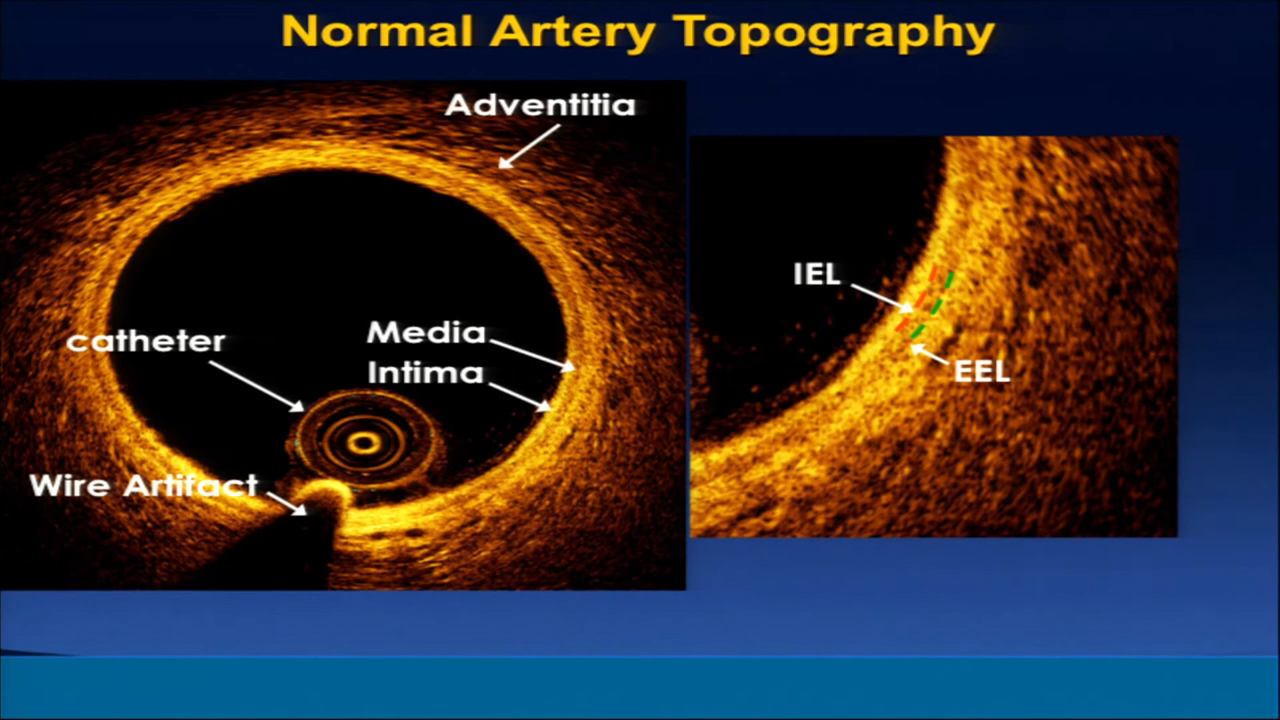 Normal Artery Topography
Adventitia
IEL
catheter
Media
Intima
EEL
Wire Artifact